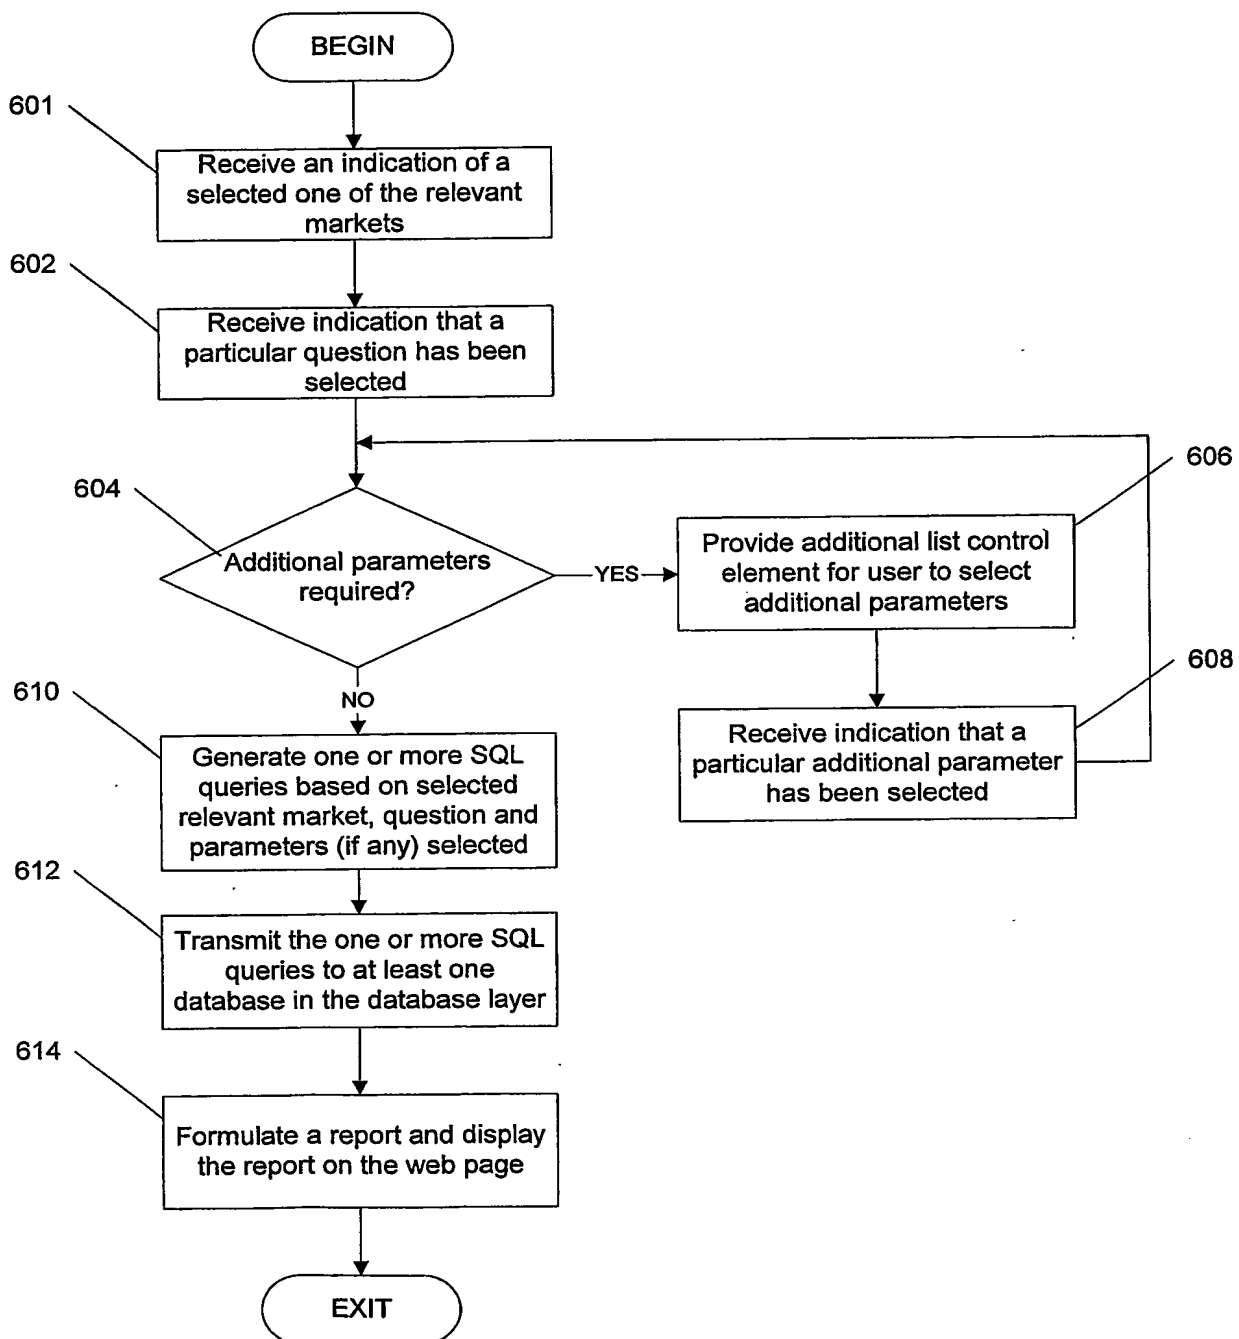 BEGIN
601
Receive an indication of a
selected one of the relevant
markets
602
Receive indication that a
particular question has been
selected
604
Additional parameters
required?
YES
606
Provide additional list control
element for user to select
additional parameters
608
Receive indication that a
particular additional parameter
has been selected
NO
610
Generate one or more SQL
queries based on selected
relevant market, question and
parameters (if any) selected
612
Transmit the one or more SQL
queries to at least one
database in the database layer
614
Formulate a report and display
the report on the web page
EXIT